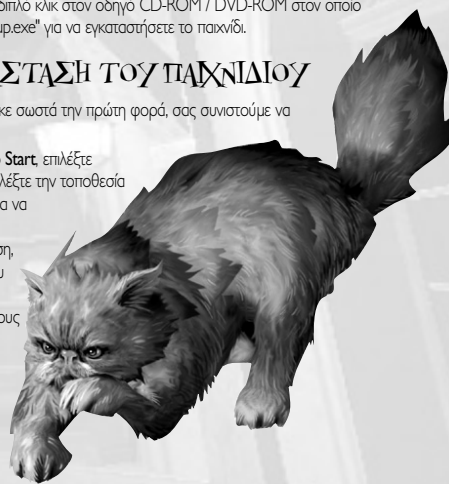 διπλό κλικ στον οδηγό CD-ROM / DVD-ROM στον οποίο
up.exe" για να εγκαταστήσετε το παιχνίδι.
ΣΤΑΣΗ ΤΟΥ ΠΑΙΧΝΙΔΙΟΥ
κε σωστά την πρώτη φορά, σας συνιστούμε να
Start, επιλέξτε
λέξτε την τοποθεσία
α να
ση,
υ
ους